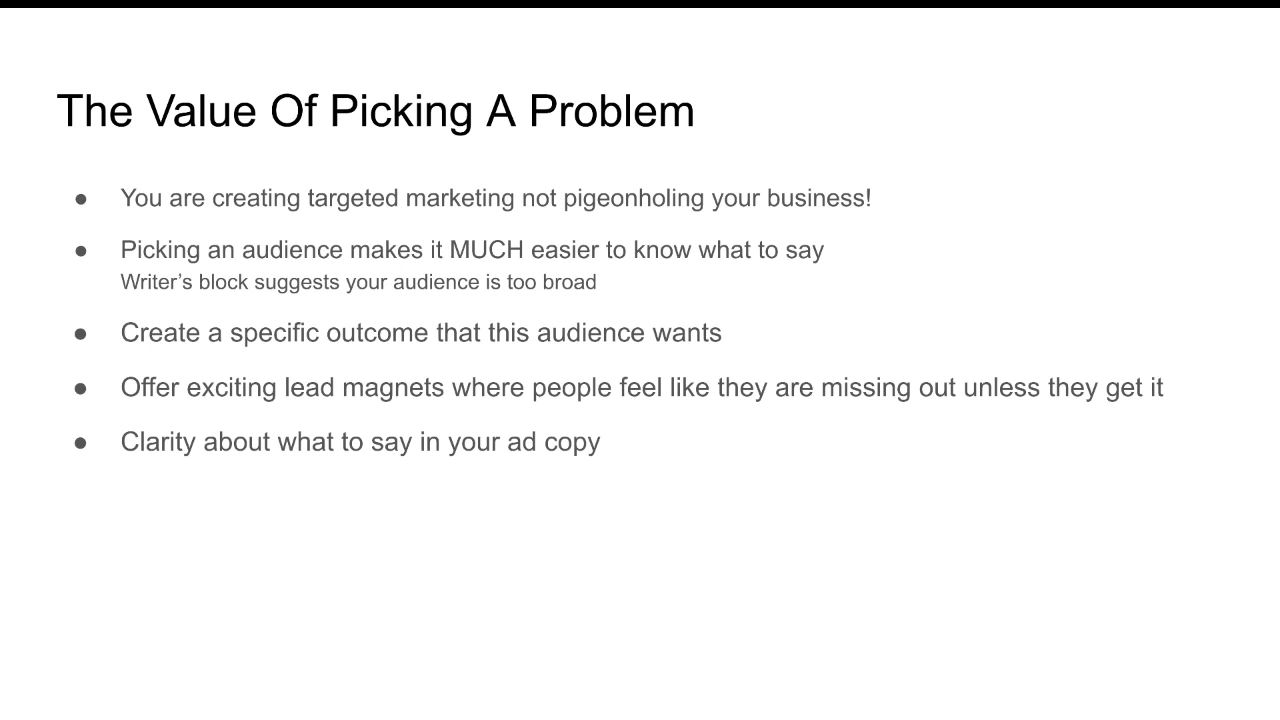 The Value Of Picking A Problem
● You are creating targeted marketing not pigeonholing your business!
● Picking an audience makes it MUCH easier to know what to say
Writer’s block suggests your audience is too broad
● Create a specific outcome that this audience wants
● Offer exciting lead magnets where people feel like they are missing out unless they get it
● Clarity about what to say in your ad copy